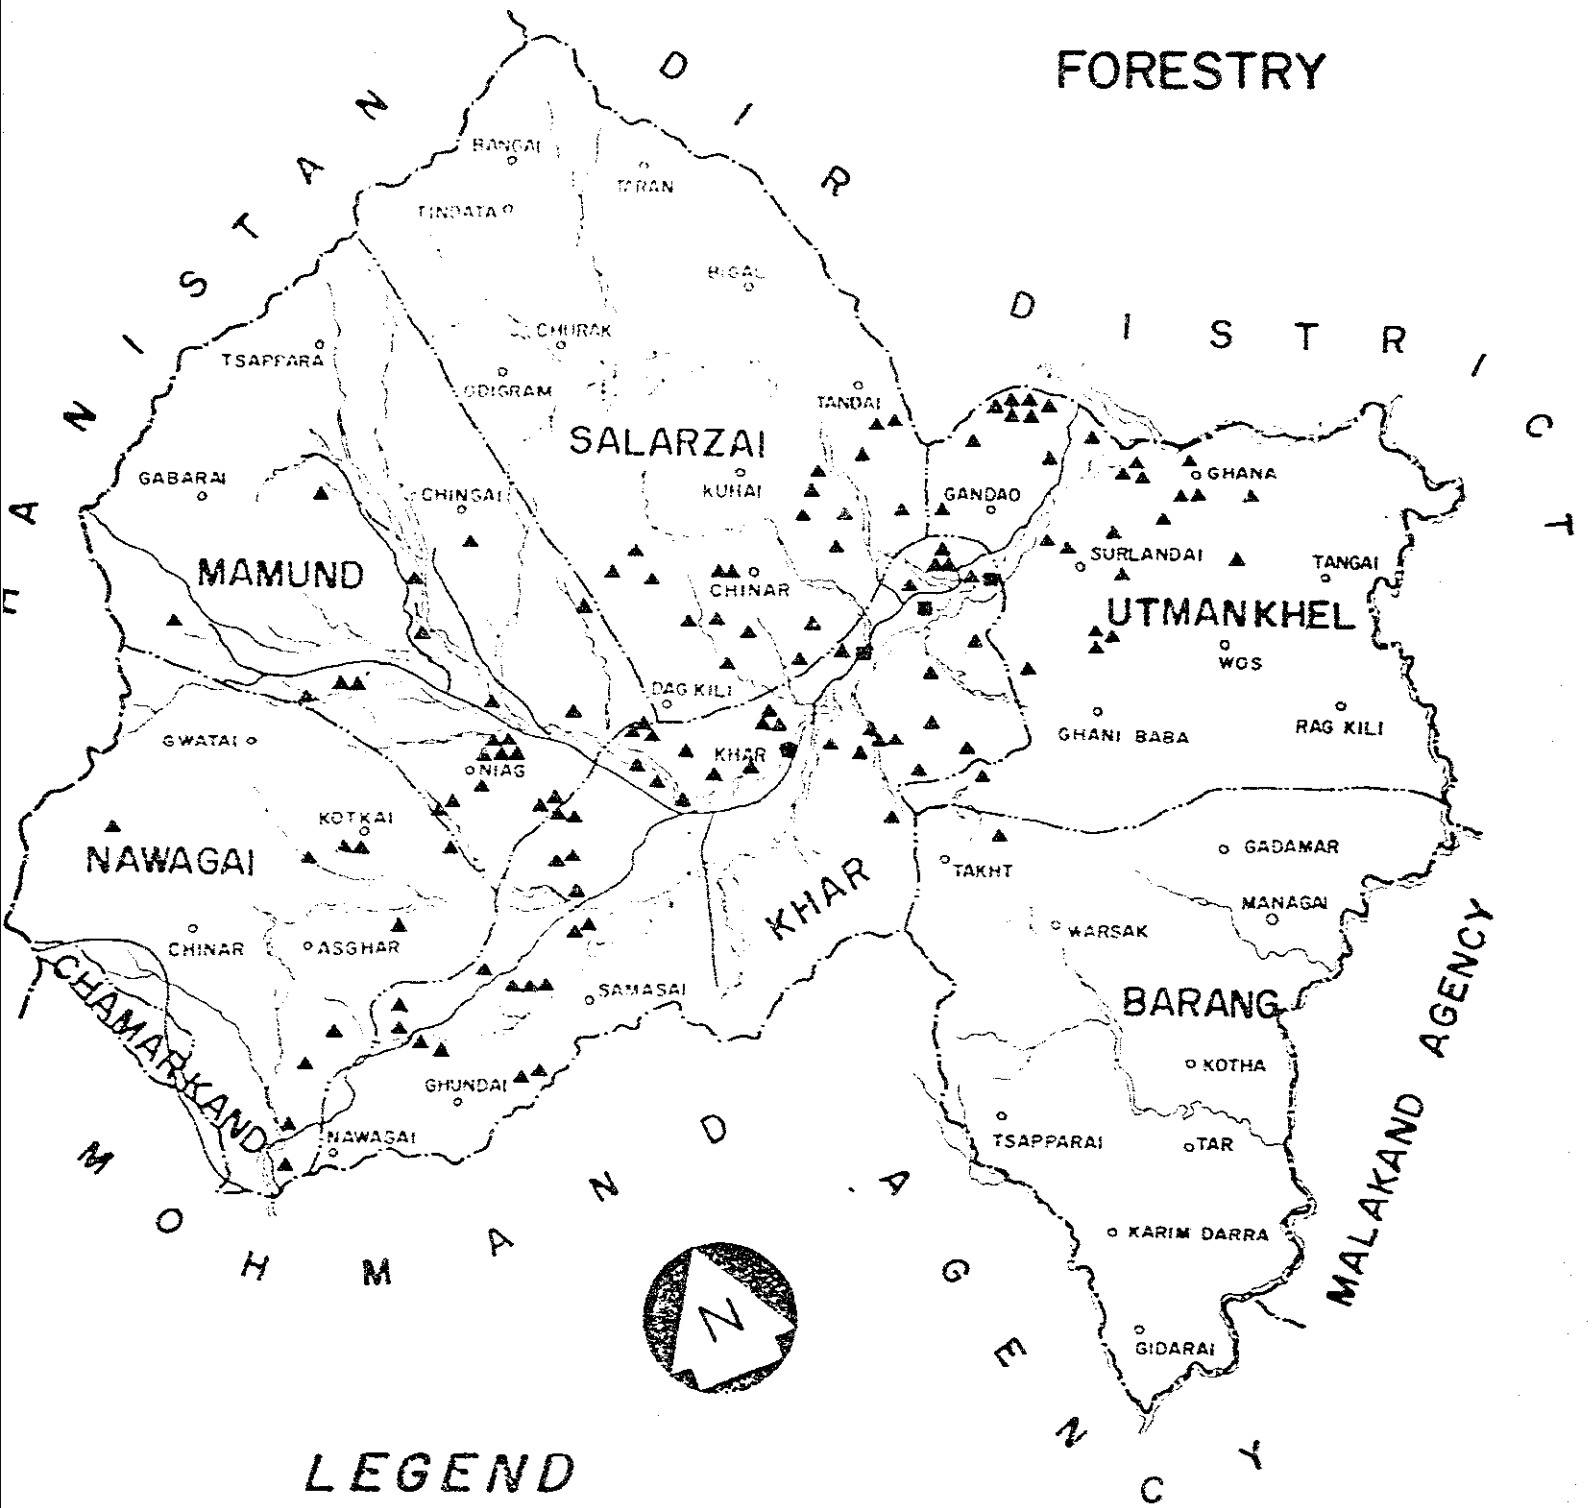 FORESTRY
DIR
DISTRICT
HANISTAN
BANGAI
TARAN
TINDATA
BIGAL
CHURAK
TSAPPARA
ODIGRAM
TANDAI
SALARZAI
GABARAI
CHINGAI
KUHAI
GANDAO
GHANA
MAMUND
CHINAR
SURLANDAI
TANGAI
UTMANKHEL
WOS
DAG KILI
GWATAI
KHAR
GHANI BABA
RAG KILI
NIAG
KOTKAI
NAWAGAI
GADAMAR
TAKHT
KHAR
MANAGAI
WARSAK
CHINAR
ASGHAR
SAMASAI
BARANG
CHAMARKAND
KOTHA
GHUNDAI
NAWAGAI
TSAPPARAI
TAR
KARIM DARRA
GIDARAI
MALAKAND AGENCY
MOHMAND AGENCY
N
LEGEND